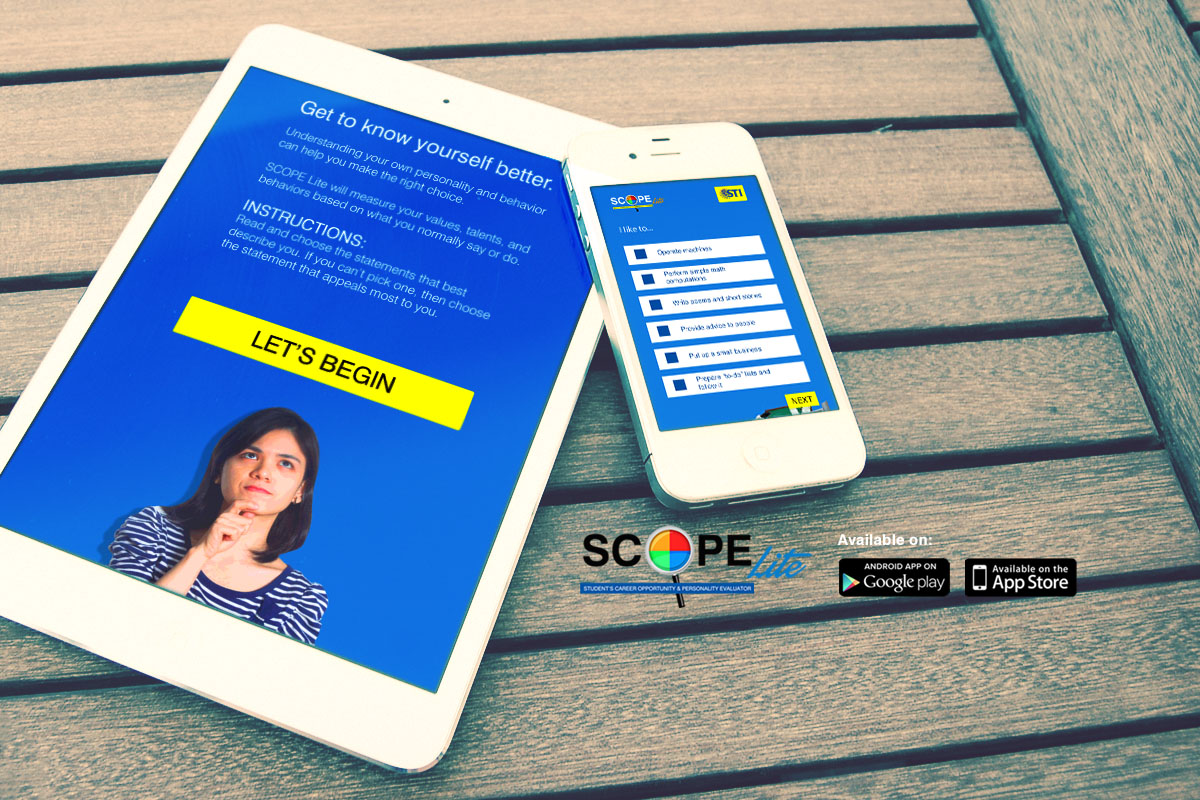 Get to know yourself better.
Understanding your own personality and behavior
can help you make the right choice.
SCOPE Lite will measure your values, talents, and
behaviors based on what you normally say or do.
INSTRUCTIONS:
Read and choose the statements that best
describe you. If you can't pick one, then choose
the statement that appeals most to you.
LET'S BEGIN
SCOPE Lite
STI
I like to...
Operate machines
Perform simple math
computations
Write poems and short stories
Provide advice to people
Put up a small business
Prepare "to-do" lists and
follow it
NEXT
SCOPE Lite
STUDENT'S CAREER OPPORTUNITY & PERSONALITY EVALUATOR
Available on:
ANDROID APP ON
Google play
Available on the
App Store